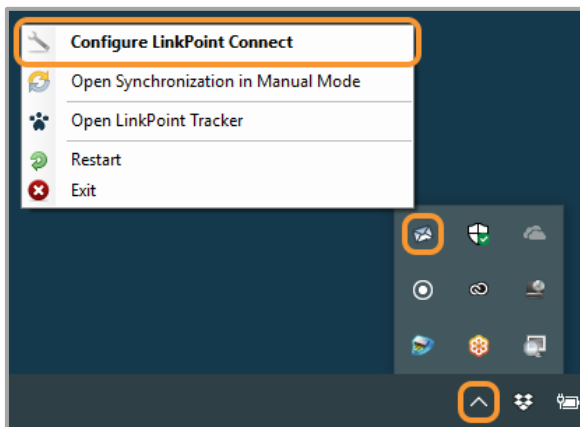 Configure LinkPoint Connect
Open Synchronization in Manual Mode
Open LinkPoint Tracker
Restart
Exit